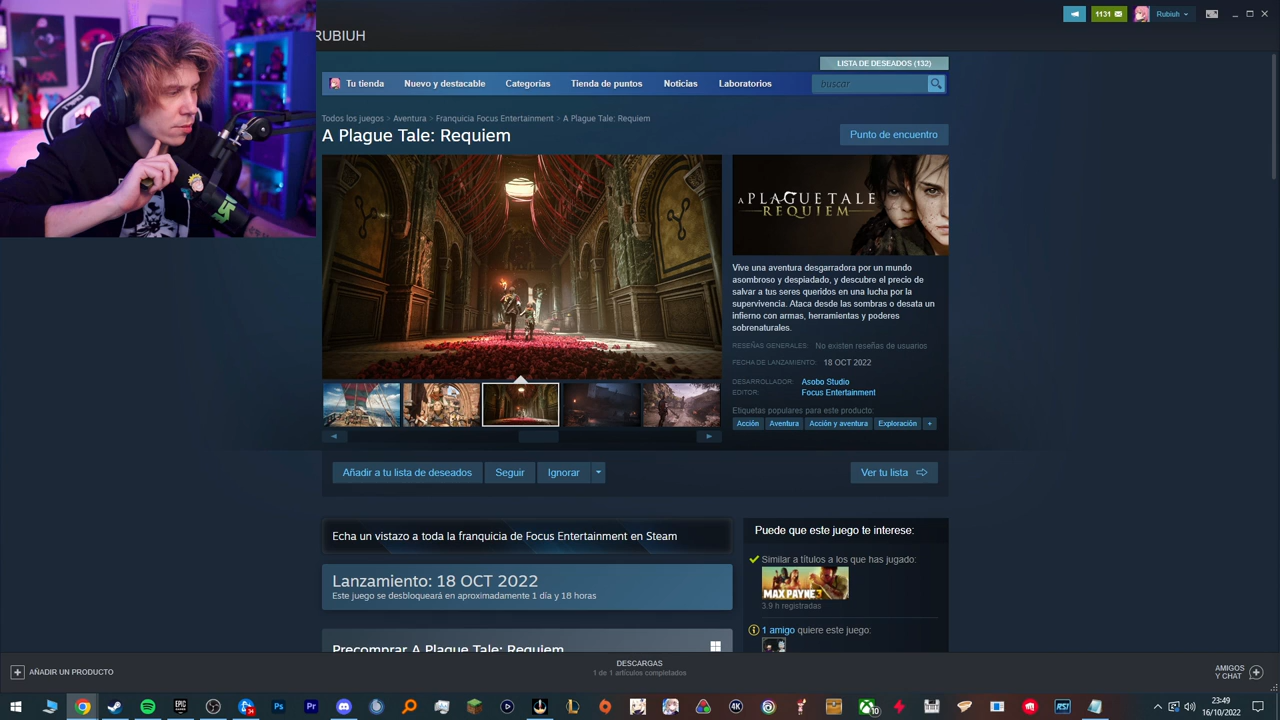 1131
Rubiuh
RUBIUH
LISTA DE DESEADOS (132)
Tu tienda
Nuevo y destacable
Categorías
Tienda de puntos
Noticias
Laboratorios
buscar
Todos los juegos > Aventura > Franquicia Focus Entertainment > A Plague Tale: Requiem
A Plague Tale: Requiem
Punto de encuentro
A PLAGUE TALE
REQUIEM
Vive una aventura desgarradora por un mundo
asombroso y despiadado, y descubre el precio de
salvar a tus seres queridos en una lucha por la
supervivencia. Ataca desde las sombras o desata un
infierno con armas, herramientas y poderes
sobrenaturales.
RESEÑAS GENERALES: No existen reseñas de usuarios
FECHA DE LANZAMIENTO: 18 OCT 2022
DESARROLLADOR: Asobo Studio
EDITOR: Focus Entertainment
Etiquetas populares para este producto:
Acción Aventura Acción y aventura Exploración +
Añadir a tu lista de deseados
Seguir
Ignorar
Ver tu lista
Echa un vistazo a toda la franquicia de Focus Entertainment en Steam
Puede que este juego te interese:
Similar a títulos a los que has jugado:
MAX PAYNE 3
3.9 h registradas
Lanzamiento: 18 OCT 2022
Este juego se desbloqueará en aproximadamente 1 día y 18 horas
1 amigo quiere este juego:
Precomprar A Plague Tale: Requiem
AÑADIR UN PRODUCTO
DESCARGAS
1 de 1 artículos completados
AMIGOS
Y CHAT
EPIC
GAMES
34
Ps
Pr
4K
10
RSI
23:49
16/10/2022